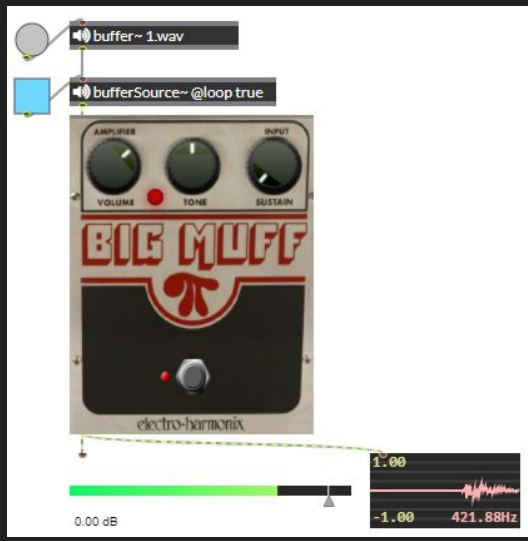 buffer~ 1.wav
bufferSource~ @loop true
AMPLIFIER INPUT
VOLUME TONE SUSTAIN
BIG MUFF
π
electro-harmonix
1.00
-1.00 421.88Hz
0.00 dB